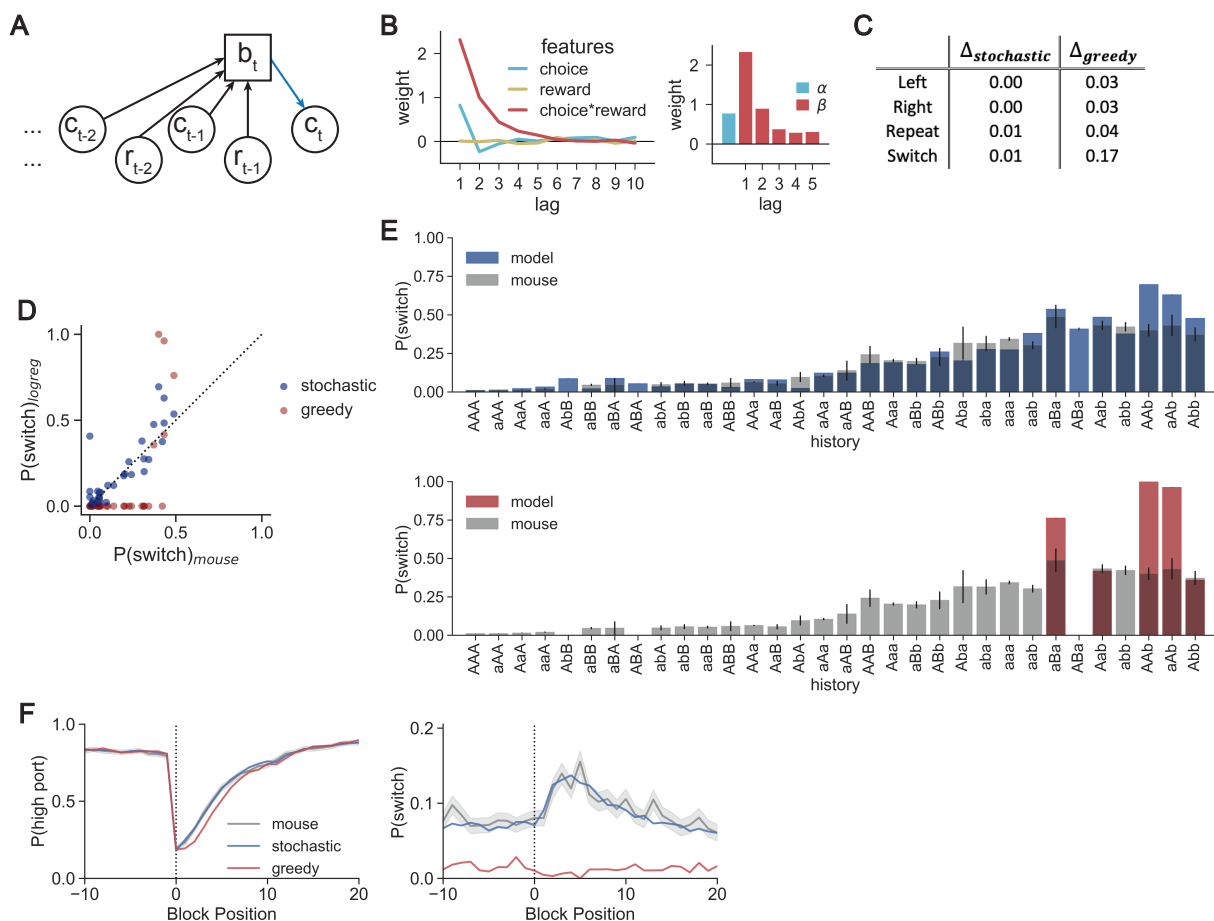 A
b_t
c_{t-2}
r_{t-2}
c_{t-1}
r_{t-1}
c_t
...
...
B
features
choice
reward
choice*reward
weight
2
1
0
1 2 3 4 5 6 7 8 9 10
lag
α
β
weight
2
1
0
1 2 3 4 5
lag
C
Δ_{stochastic} Δ_{greedy}
Left 0.00 0.03
Right 0.00 0.03
Repeat 0.01 0.04
Switch 0.01 0.17
D
P(switch)_{logreg}
1.0
0.5
0.0
0.0 0.5 1.0
P(switch)_{mouse}
stochastic
greedy
E
P(switch)
1.00
0.75
0.50
0.25
0.00
model
mouse
AAA aAA AaA aaA AbB aBB aBA ABA abA abB aaB ABB AAa AaB AbA aAa aAB AAB Aaa aBb ABb Aba aba aaa aab aBa ABa Aab abb AAb aAb Abb
history
P(switch)
1.00
0.75
0.50
0.25
0.00
model
mouse
AAA aAA AaA aaA AbB aBB aBA ABA abA abB aaB ABB AAa AaB AbA aAa aAB AAB Aaa aBb ABb Aba aba aaa aab aBa ABa Aab abb AAb aAb Abb
history
F
P(high port)
1.0
0.5
0.0
mouse
stochastic
greedy
−10 0 10 20
Block Position
P(switch)
0.2
0.1
0.0
−10 0 10 20
Block Position